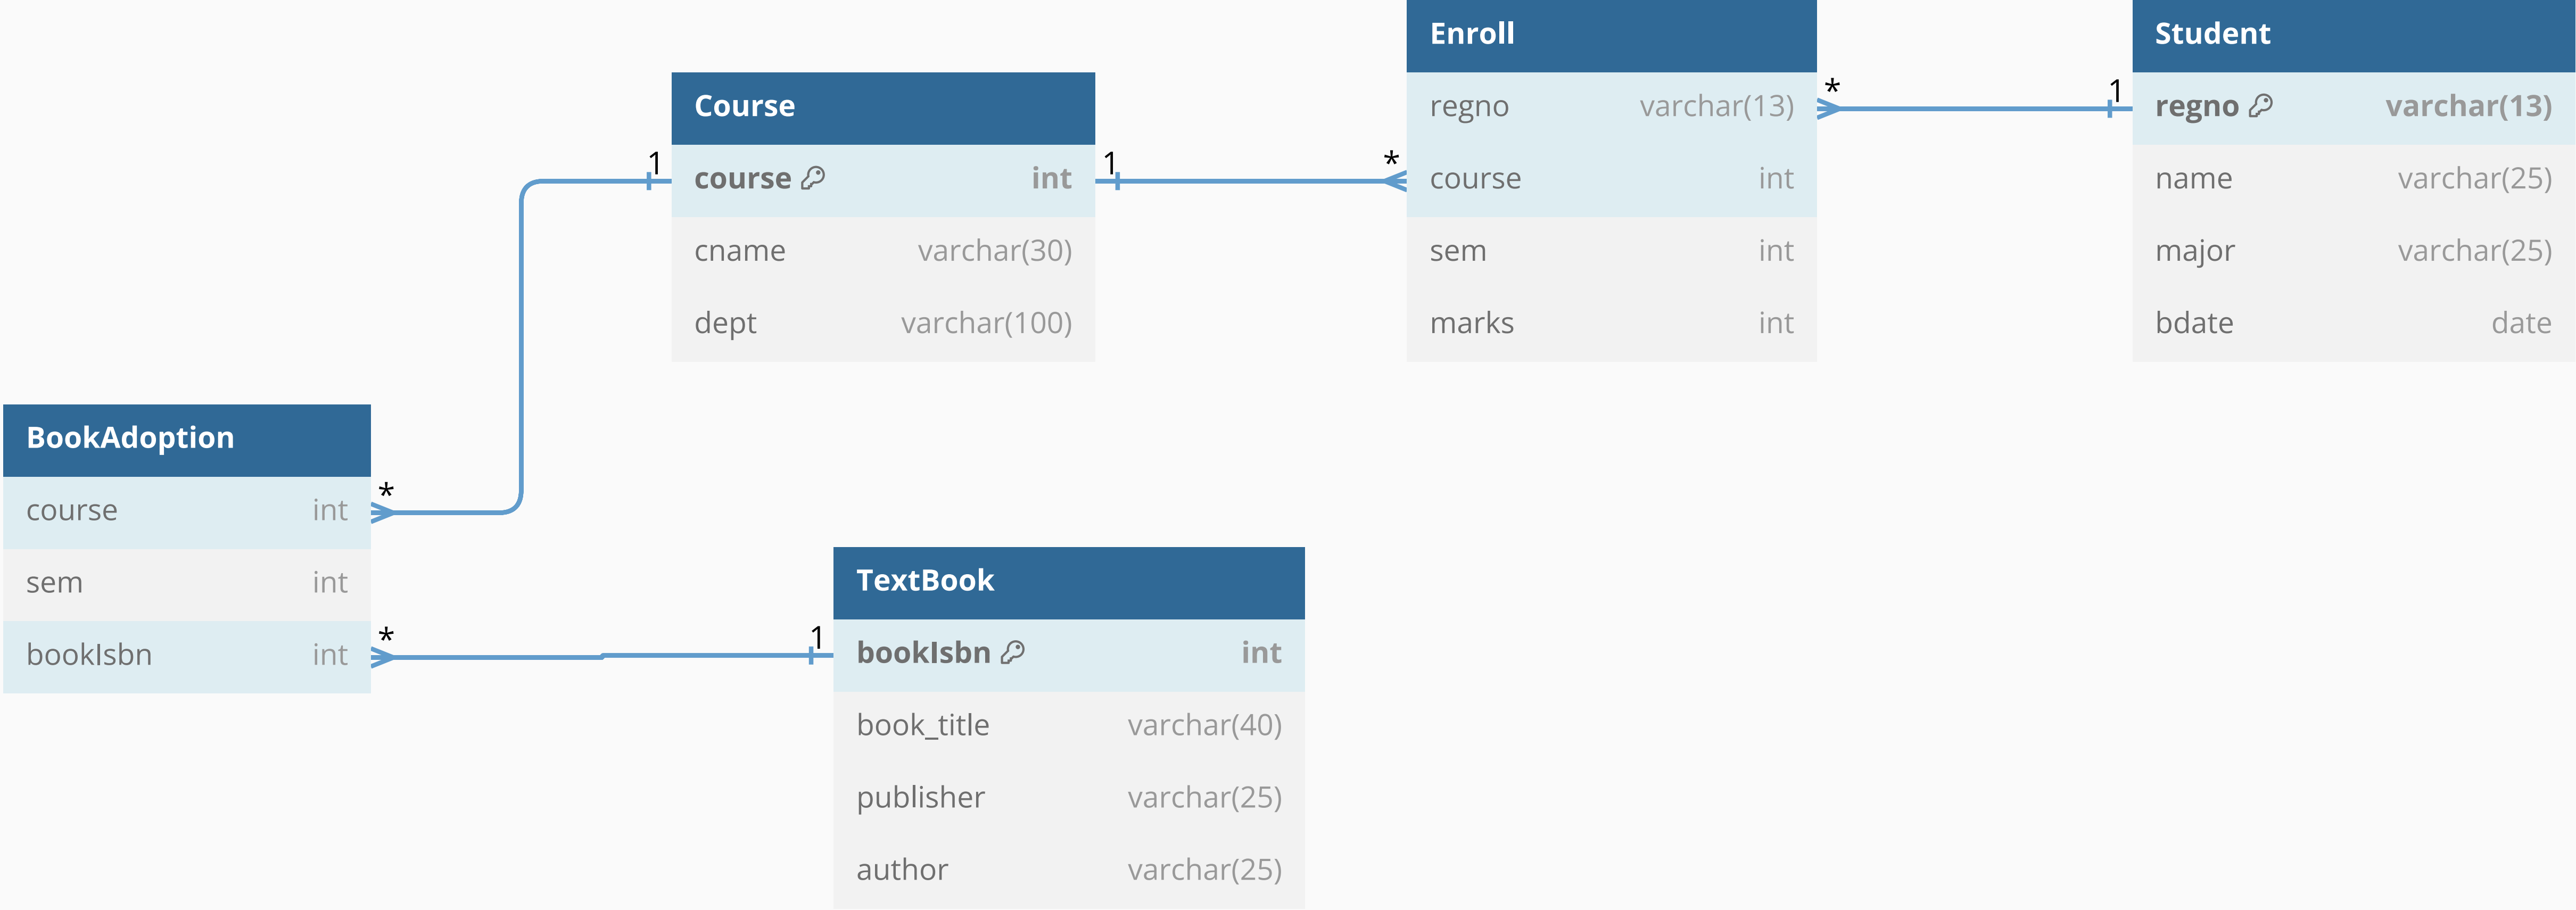 Enroll
regno varchar(13)
course int
sem int
marks int
* 1
Student
regno varchar(13)
name varchar(25)
major varchar(25)
bdate date
Course
course int
cname varchar(30)
dept varchar(100)
1
1 *
BookAdoption
course int
sem int
bookIsbn int
*
* 1
TextBook
bookIsbn int
book_title varchar(40)
publisher varchar(25)
author varchar(25)